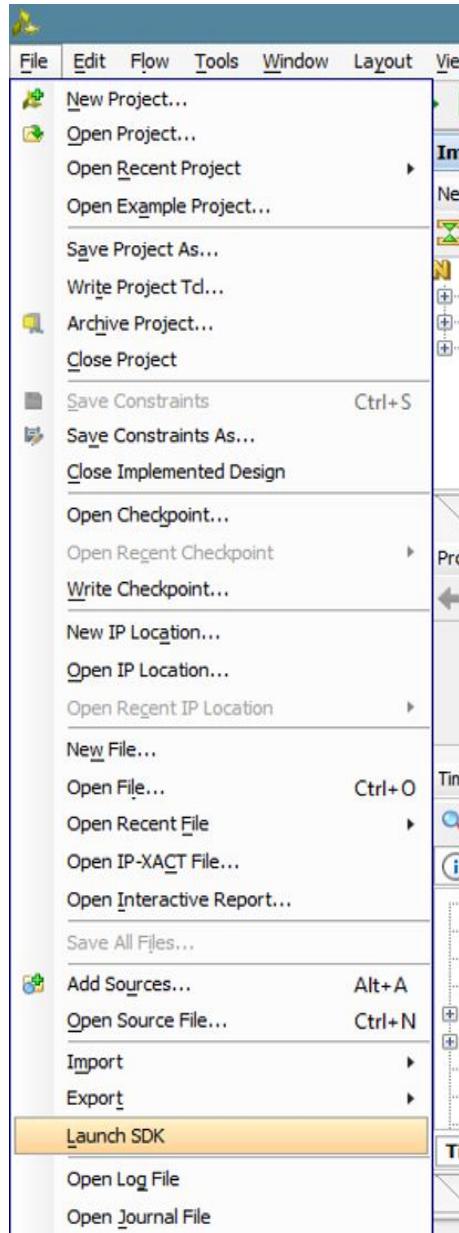 File Edit Flow Tools Window Layout Vie
New Project...
Open Project...
Open Recent Project
Open Example Project...
Save Project As...
Write Project Tcl...
Archive Project...
Close Project
Save Constraints Ctrl+S
Save Constraints As...
Close Implemented Design
Open Checkpoint...
Open Recent Checkpoint
Write Checkpoint...
New IP Location...
Open IP Location...
Open Recent IP Location
New File...
Open File... Ctrl+O
Open Recent File
Open IP-XACT File...
Open Interactive Report...
Save All Files...
Add Sources... Alt+A
Open Source File... Ctrl+N
Import
Export
Launch SDK
Open Log File
Open Journal File
Ne
Pro
Tim